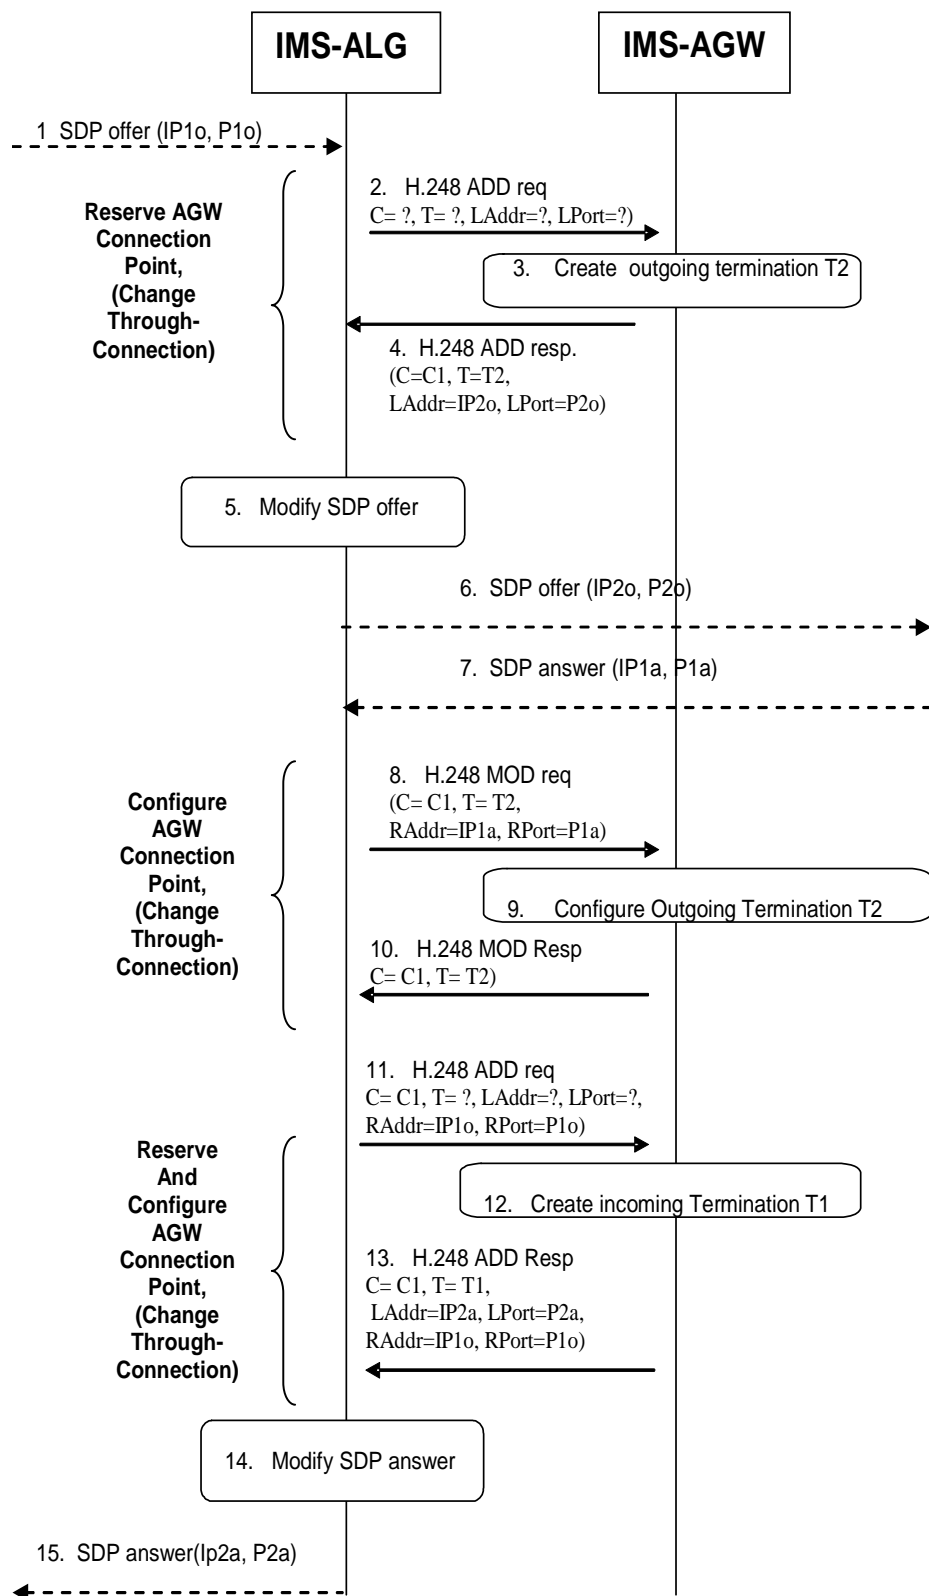 IMS-ALG
IMS-AGW
1 SDP offer (IP1o, P1o)
Reserve AGW
Connection
Point,
(Change
Through-
Connection)
2. H.248 ADD req
C= ?, T= ?, LAddr=?, LPort=?)
3. Create outgoing termination T2
4. H.248 ADD resp.
(C=C1, T=T2,
LAddr=IP2o, LPort=P2o)
5. Modify SDP offer
6. SDP offer (IP2o, P2o)
7. SDP answer (IP1a, P1a)
Configure
AGW
Connection
Point,
(Change
Through-
Connection)
8. H.248 MOD req
(C= C1, T= T2,
RAddr=IP1a, RPort=P1a)
9. Configure Outgoing Termination T2
10. H.248 MOD Resp
C= C1, T= T2)
11. H.248 ADD req
C= C1, T= ?, LAddr=?, LPort=?,
RAddr=IP1o, RPort=P1o)
Reserve
And
Configure
AGW
Connection
Point,
(Change
Through-
Connection)
12. Create incoming Termination T1
13. H.248 ADD Resp
C= C1, T= T1,
LAddr=IP2a, LPort=P2a,
RAddr=IP1o, RPort=P1o)
14. Modify SDP answer
15. SDP answer(Ip2a, P2a)